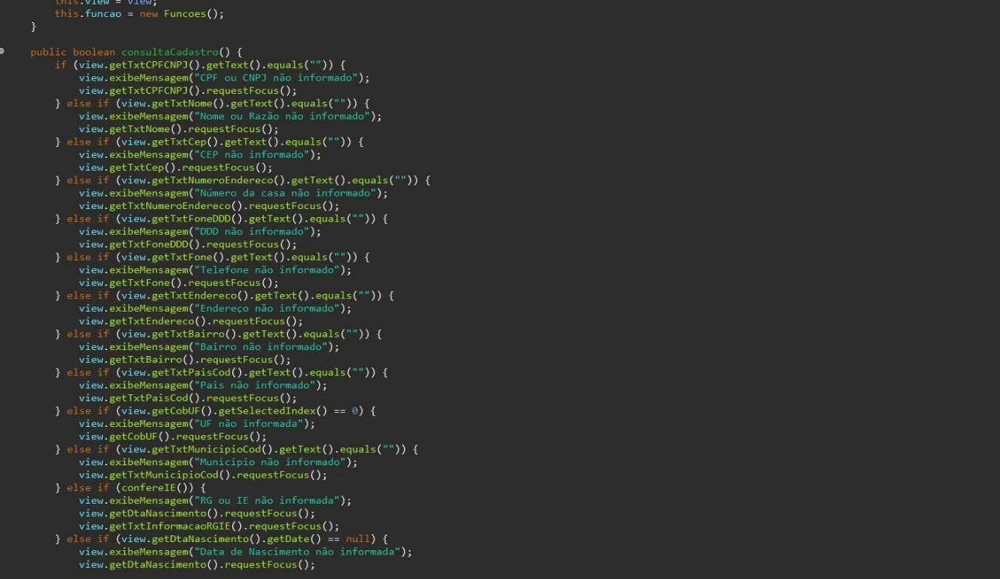 this.view = view;
this.funcao = new Funcoes();
}
public boolean consultaCadastro() {
if (view.getTxtCPFCNPJ().getText().equals("")) {
view.exibeMensagem("CPF ou CNPJ não informado");
view.getTxtCPFCNPJ().requestFocus();
} else if (view.getTxtNome().getText().equals("")) {
view.exibeMensagem("Nome ou Razão não informado");
view.getTxtNome().requestFocus();
} else if (view.getTxtCep().getText().equals("")) {
view.exibeMensagem("CEP não informado");
view.getTxtCep().requestFocus();
} else if (view.getTxtNumeroEndereco().getText().equals("")) {
view.exibeMensagem("Número da casa não informado");
view.getTxtNumeroEndereco().requestFocus();
} else if (view.getTxtFoneDDD().getText().equals("")) {
view.exibeMensagem("DDD não informado");
view.getTxtFoneDDD().requestFocus();
} else if (view.getTxtFone().getText().equals("")) {
view.exibeMensagem("Telefone não informado");
view.getTxtFone().requestFocus();
} else if (view.getTxtEndereco().getText().equals("")) {
view.exibeMensagem("Endereço não informado");
view.getTxtEndereco().requestFocus();
} else if (view.getTxtBairro().getText().equals("")) {
view.exibeMensagem("Bairro não informado");
view.getTxtBairro().requestFocus();
} else if (view.getTxtPaisCod().getText().equals("")) {
view.exibeMensagem("Pais não informado");
view.getTxtPaisCod().requestFocus();
} else if (view.getCobUF().getSelectedIndex() == 0) {
view.exibeMensagem("UF não informada");
view.getCobUF().requestFocus();
} else if (view.getTxtMunicipioCod().getText().equals("")) {
view.exibeMensagem("Municipio não informado");
view.getTxtMunicipioCod().requestFocus();
} else if (confereIE()) {
view.exibeMensagem("RG ou IE não informada");
view.getDtaNascimento().requestFocus();
view.getTxtInformacaoRGIE().requestFocus();
} else if (view.getDtaNascimento().getDate() == null) {
view.exibeMensagem("Data de Nascimento não informada");
view.getDtaNascimento().requestFocus();